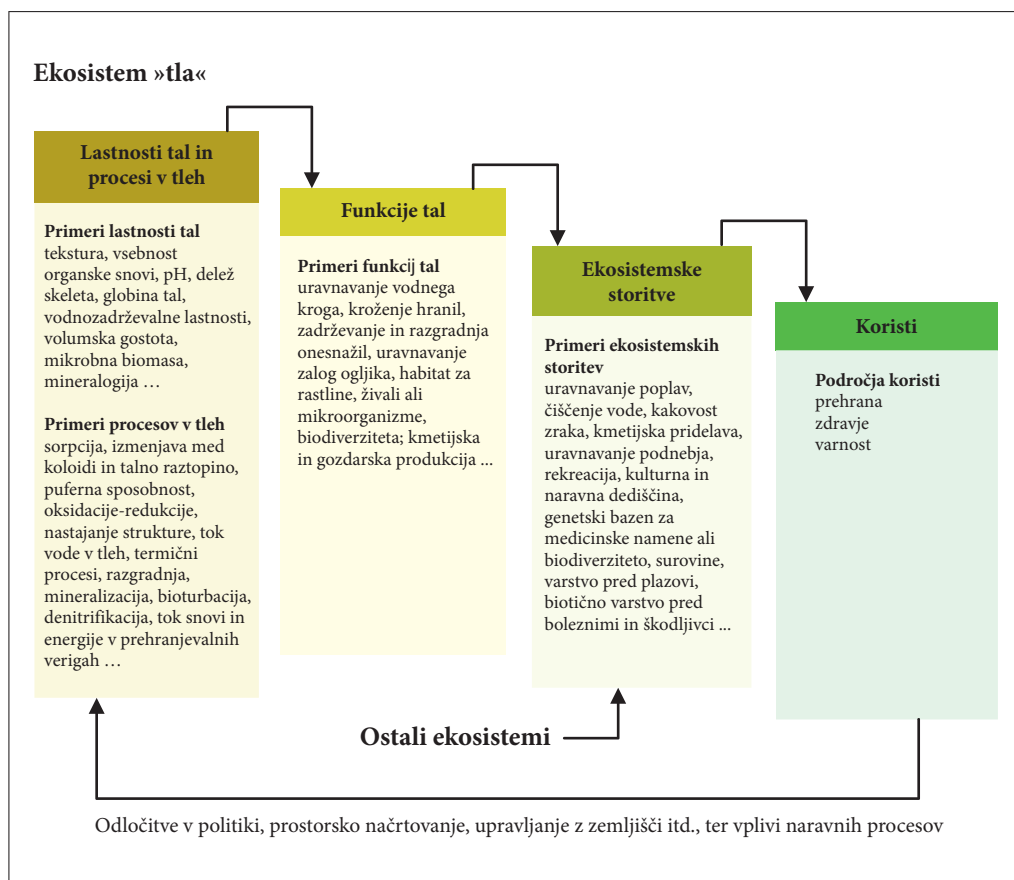 Ekosistem »tla«
Lastnosti tal in
procesi v tleh
Primeri lastnosti tal
tekstura, vsebnost
organske snovi, pH, delež
skeleta, globina tal,
vodnozadrževalne lastnosti,
volumska gostota,
mikrobna biomasa,
mineralogija …
Primeri procesov v tleh
sorpcija, izmenjava med
koloidi in talno raztopino,
puferna sposobnost,
oksidacije-redukcije,
nastajanje strukture, tok
vode v tleh, termični
procesi, razgradnja,
mineralizacija, bioturbacija,
denitrifikacija, tok snovi in
energije v prehranjevalnih
verigah …
Funkcije tal
Primeri funkcij tal
uravnavanje vodnega
kroga, kroženje hranil,
zadrževanje in razgradnja
onesnažil, uravnavanje
zalog ogljika, habitat za
rastline, živali ali
mikroorganizme,
biodiverziteta; kmetijska
in gozdarska produkcija ...
Ekosistemske
storitve
Primeri ekosistemskih
storitev
uravnavanje poplav,
čiščenje vode, kakovost
zraka, kmetijska pridelava,
uravnavanje podnebja,
rekreacija, kulturna in
naravna dediščina,
genetski bazen za
medicinske namene ali
biodiverziteto, surovine,
varstvo pred plazovi,
biotično varstvo pred
boleznimi in škodljivci ...
Koristi
Področja koristi
prehrana
zdravje
varnost
Ostali ekosistemi
Odločitve v politiki, prostorsko načrtovanje, upravljanje z zemljišči itd., ter vplivi naravnih procesov